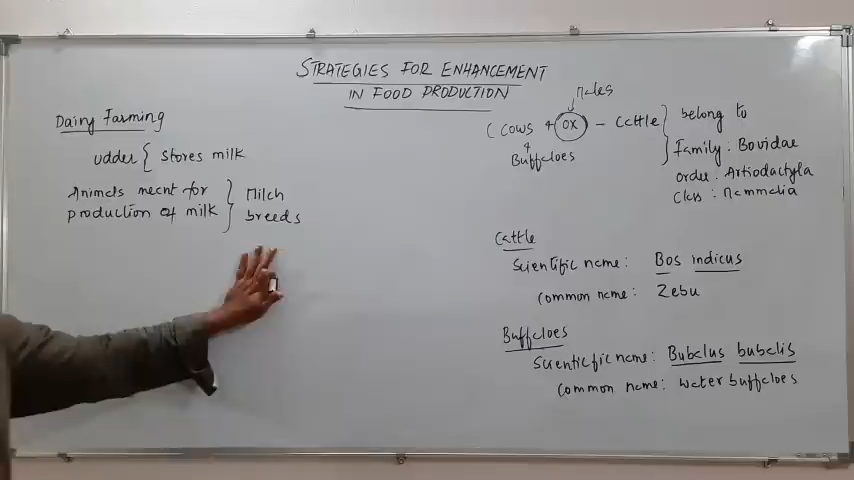 STRATEGIES FOR ENHANCEMENT
IN FOOD PRODUCTION
Dairy Farming
udder { stores milk
Animals meant for
production of milk } Milch
breeds
males
( cows & ox - cattle
&
Buffaloes
} belong to
Family : Bovidae
order : Artiodactyla
Class : Mammalia
Cattle
Scientific name : Bos indicus
common name : Zebu
Buffaloes
Scienticfic name : Bubalus bubalis
common name : water buffaloes